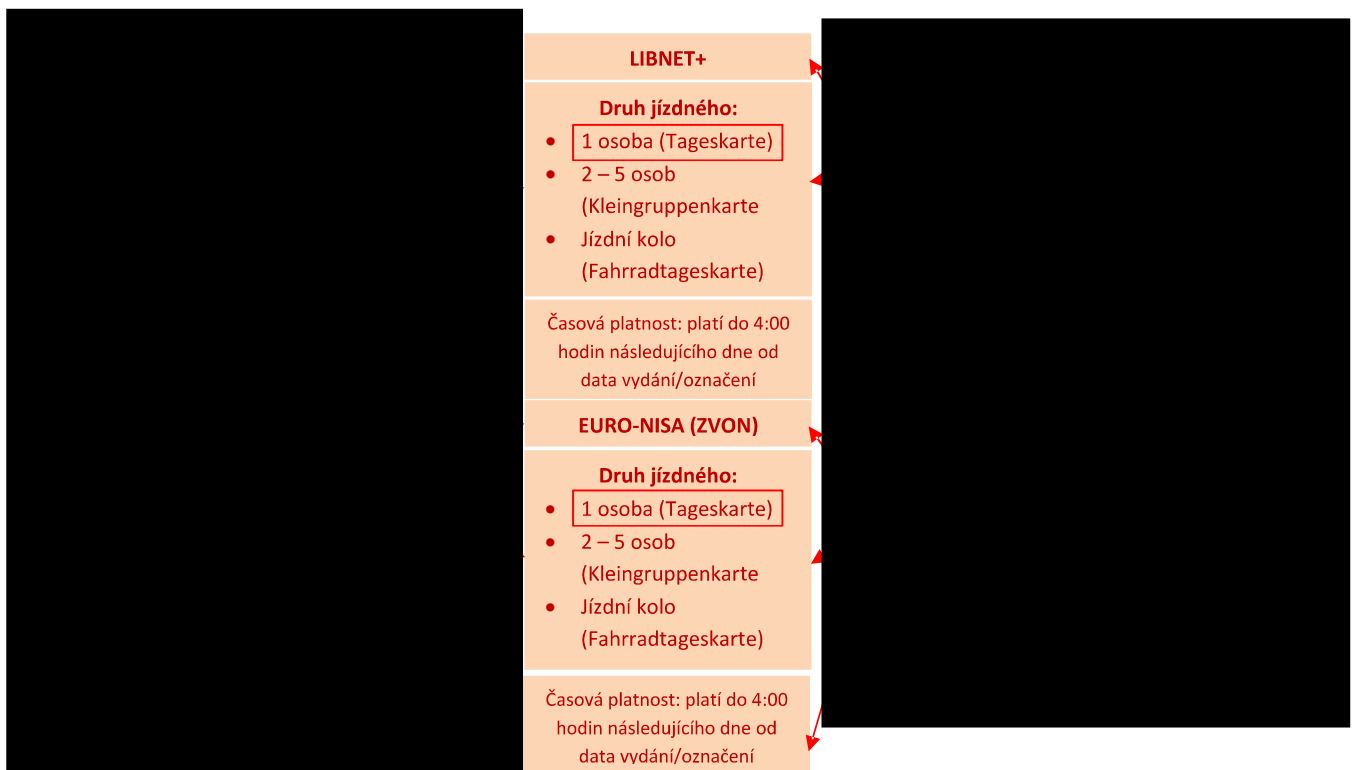 LIBNET+
Druh jízdného:
• 1 osoba (Tageskarte)
• 2 – 5 osob
(Kleingruppenkarte
• Jízdní kolo
(Fahrradtageskarte)
Časová platnost: platí do 4:00
hodin následujícího dne od
data vydání/označení
EURO-NISA (ZVON)
Druh jízdného:
• 1 osoba (Tageskarte)
• 2 – 5 osob
(Kleingruppenkarte
• Jízdní kolo
(Fahrradtageskarte)
Časová platnost: platí do 4:00
hodin následujícího dne od
data vydání/označení